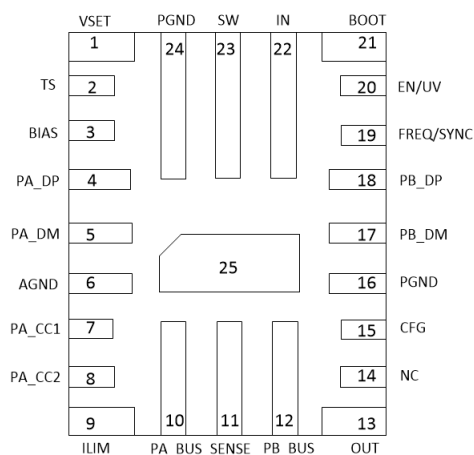 VSET PGND SW IN BOOT
1 24 23 22 21
TS 2 20 EN/UV
BIAS 3 19 FREQ/SYNC
PA_DP 4 18 PB_DP
PA_DM 5 17 PB_DM
25
AGND 6 16 PGND
PA_CC1 7 15 CFG
PA_CC2 8 14 NC
9 10 11 12 13
ILIM PA BUS SENSE PB BUS OUT